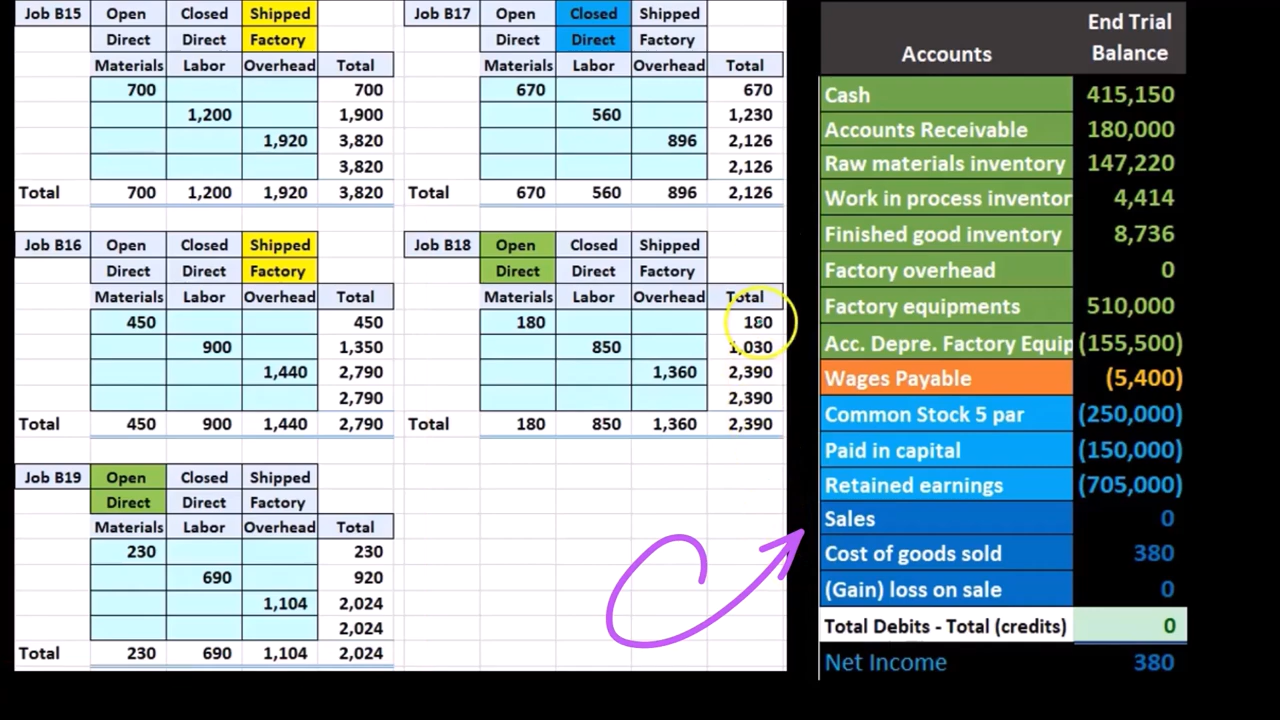 Job B15 Open Closed Shipped
Direct Direct Factory
Materials Labor Overhead Total
700 700
1,200 1,900
1,920 3,820
3,820
Total 700 1,200 1,920 3,820
Job B16 Open Closed Shipped
Direct Direct Factory
Materials Labor Overhead Total
450 450
900 1,350
1,440 2,790
2,790
Total 450 900 1,440 2,790
Job B19 Open Closed Shipped
Direct Direct Factory
Materials Labor Overhead Total
230 230
690 920
1,104 2,024
2,024
Total 230 690 1,104 2,024
Job B17 Open Closed Shipped
Direct Direct Factory
Materials Labor Overhead Total
670 670
560 1,230
896 2,126
2,126
Total 670 560 896 2,126
Job B18 Open Closed Shipped
Direct Direct Factory
Materials Labor Overhead Total
180 180
850 1,030
1,360 2,390
2,390
Total 180 850 1,360 2,390
End Trial
Accounts Balance
Cash 415,150
Accounts Receivable 180,000
Raw materials inventory 147,220
Work in process inventor 4,414
Finished good inventory 8,736
Factory overhead 0
Factory equipments 510,000
Acc. Depre. Factory Equip (155,500)
Wages Payable (5,400)
Common Stock 5 par (250,000)
Paid in capital (150,000)
Retained earnings (705,000)
Sales 0
Cost of goods sold 380
(Gain) loss on sale 0
Total Debits - Total (credits) 0
Net Income 380